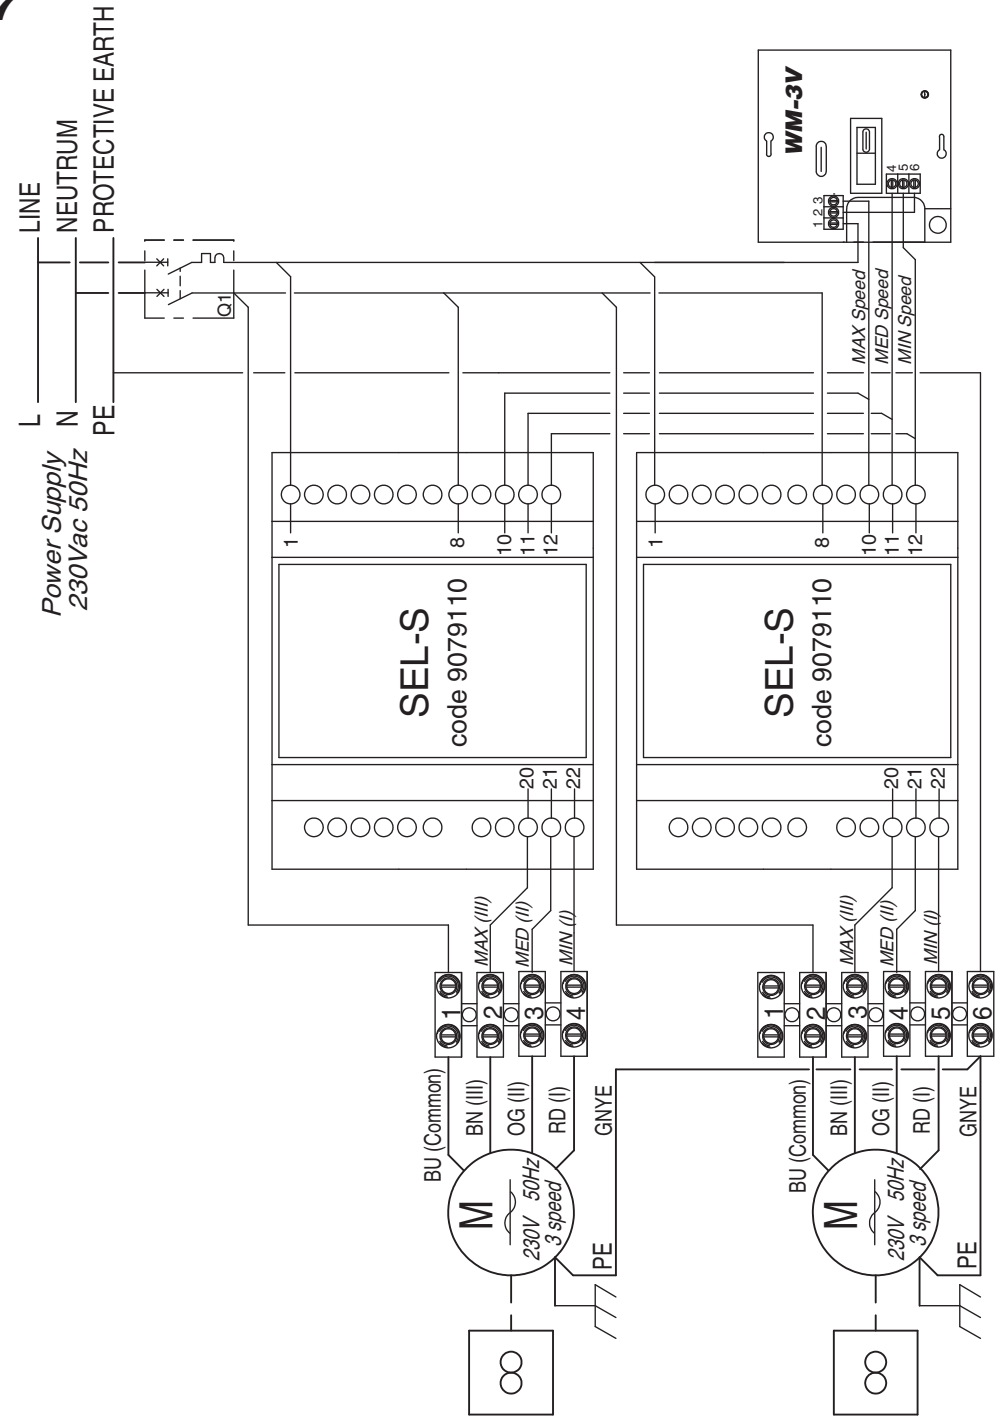 L LINE
N NEUTRUM
PE PROTECTIVE EARTH
Power Supply
230Vac 50Hz
Q1
WM-3V
1 2 3
4
5
6
MAX Speed
MED Speed
MIN Speed
1
8
10
11
12
SEL-S
code 9079110
20
21
22
MAX (III)
MED (II)
MIN (I)
1
2
3
4
BU (Common)
BN (III)
OG (II)
RD (I)
GNYE
M
230V 50Hz
3 speed
PE
1
8
10
11
12
SEL-S
code 9079110
20
21
22
MAX (III)
MED (II)
MIN (I)
1
2
3
4
5
6
BU (Common)
BN (III)
OG (II)
RD (I)
GNYE
M
230V 50Hz
3 speed
PE